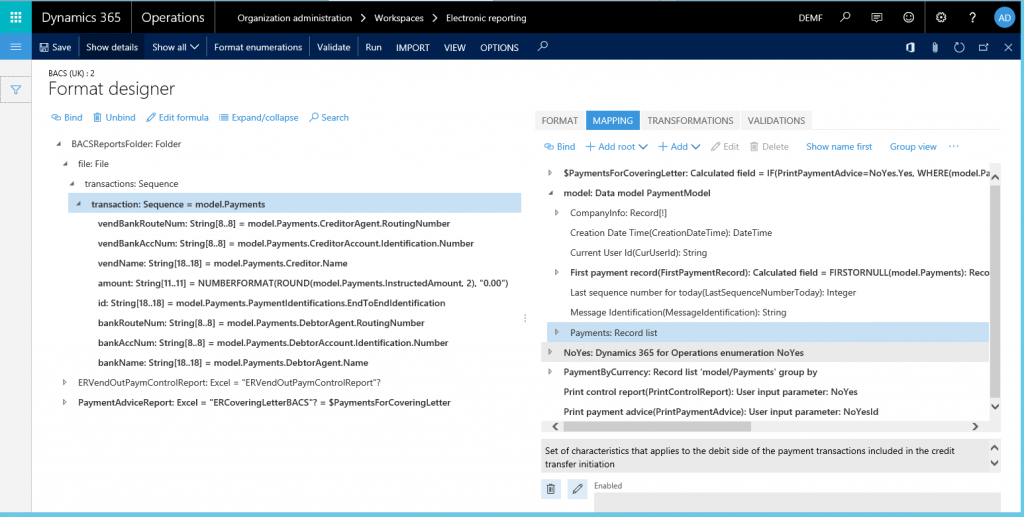 Dynamics 365 Operations Organization administration Workspaces Electronic reporting DEMF ? AD
Save Show details Show all Format enumerations Validate Run IMPORT VIEW OPTIONS
BACS (UK) : 2
Format designer
Bind Unbind Edit formula Expand/collapse Search
BACSReportsFolder: Folder
file: File
transactions: Sequence
transaction: Sequence = model.Payments
vendBankRouteNum: String[8..8] = model.Payments.CreditorAgent.RoutingNumber
vendBankAccNum: String[8..8] = model.Payments.CreditorAccount.Identification.Number
vendName: String[18..18] = model.Payments.Creditor.Name
amount: String[11..11] = NUMBERFORMAT(ROUND(model.Payments.InstructedAmount, 2), "0.00")
id: String[18..18] = model.Payments.PaymentIdentifications.EndToEndIdentification
bankRouteNum: String[8..8] = model.Payments.DebtorAgent.RoutingNumber
bankAccNum: String[8..8] = model.Payments.DebtorAccount.Identification.Number
bankName: String[18..18] = model.Payments.DebtorAgent.Name
ERVendOutPaymControlReport: Excel = "ERVendOutPaymControlReport"?
PaymentAdviceReport: Excel = "ERCoveringLetterBACS"? = $PaymentsForCoveringLetter
FORMAT MAPPING TRANSFORMATIONS VALIDATIONS
Bind Add root Add Edit Delete Show name first Group view ···
$PaymentsForCoveringLetter: Calculated field = IF(PrintPaymentAdvice=NoYes.Yes, WHERE(model.Pa
model: Data model PaymentModel
CompanyInfo: Record[!]
Creation Date Time(CreationDateTime): DateTime
Current User Id(CurUserId): String
First payment record(FirstPaymentRecord): Calculated field = FIRSTORNULL(model.Payments): Reco
Last sequence number for today(LastSequenceNumberToday): Integer
Message Identification(MessageIdentification): String
Payments: Record list
NoYes: Dynamics 365 for Operations enumeration NoYes
PaymentByCurrency: Record list 'model/Payments' group by
Print control report(PrintControlReport): User input parameter: NoYes
Print payment advice(PrintPaymentAdvice): User input parameter: NoYesId
Set of characteristics that applies to the debit side of the payment transactions included in the credit
transfer initiation
Enabled